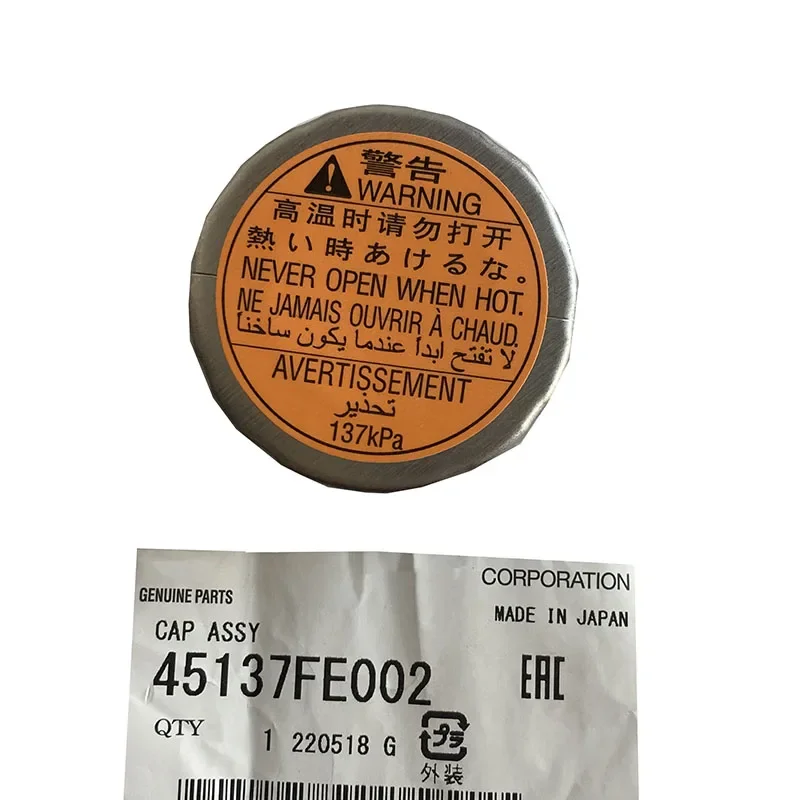 警告
WARNING
高温时请勿打开
熱い時あけるな。
NEVER OPEN WHEN HOT.
NE JAMAIS OUVRIR À CHAUD.
لا تفتح ابدا عندما يكون ساخنا
AVERTISSEMENT
تحذير
137kPa
CORPORATION
GENUINE PARTS
MADE IN JAPAN
CAP ASSY
45137FE002
EAC
QTY
1 220518 G
プラ
外装